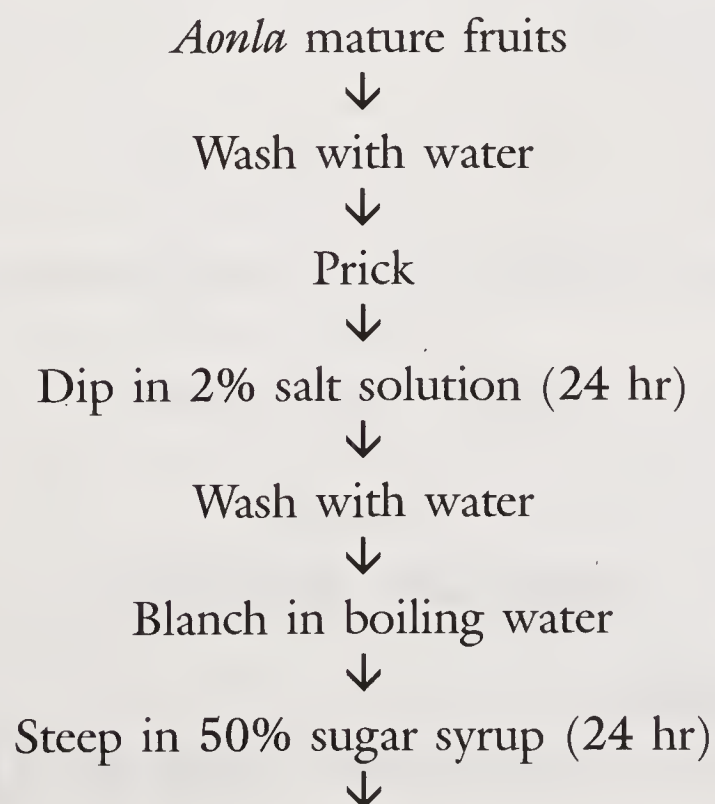 Aonla mature fruits
↓
Wash with water
↓
Prick
↓
Dip in 2% salt solution (24 hr)
↓
Wash with water
↓
Blanch in boiling water
↓
Steep in 50% sugar syrup (24 hr)
↓